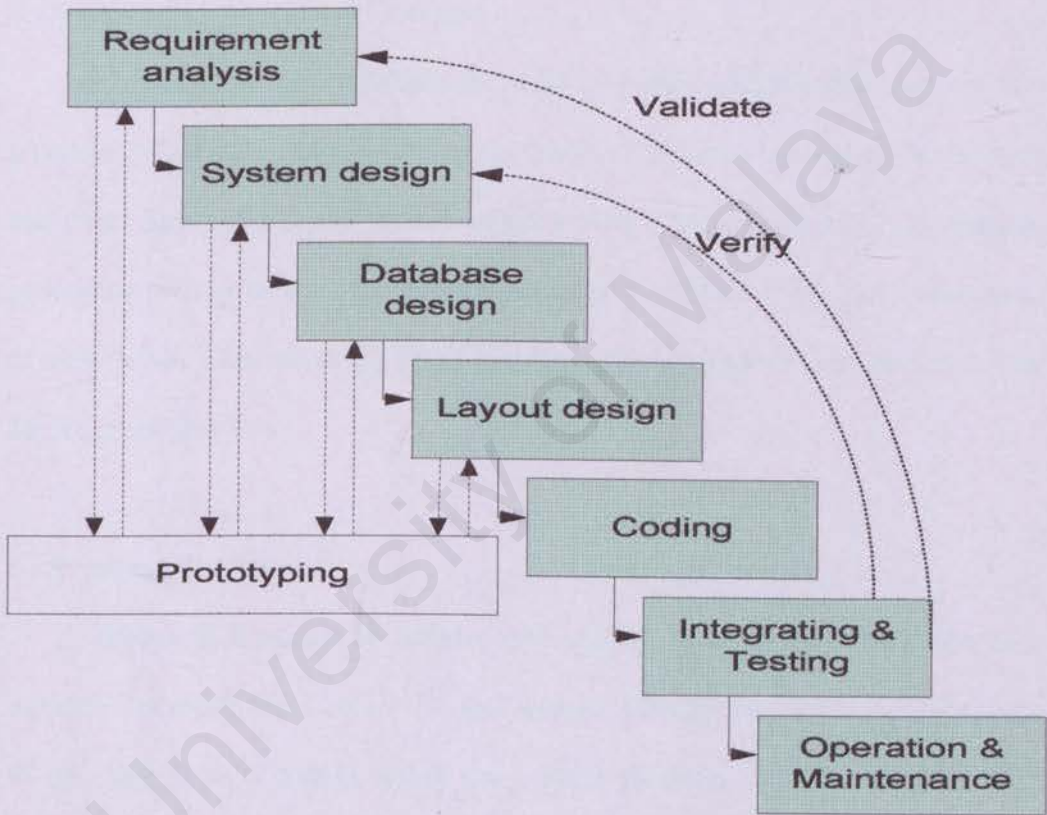 Requirement
analysis
Validate
System design
Verify
Database
design
Layout design
Coding
Prototyping
Integrating &
Testing
Operation &
Maintenance
University of Malaya